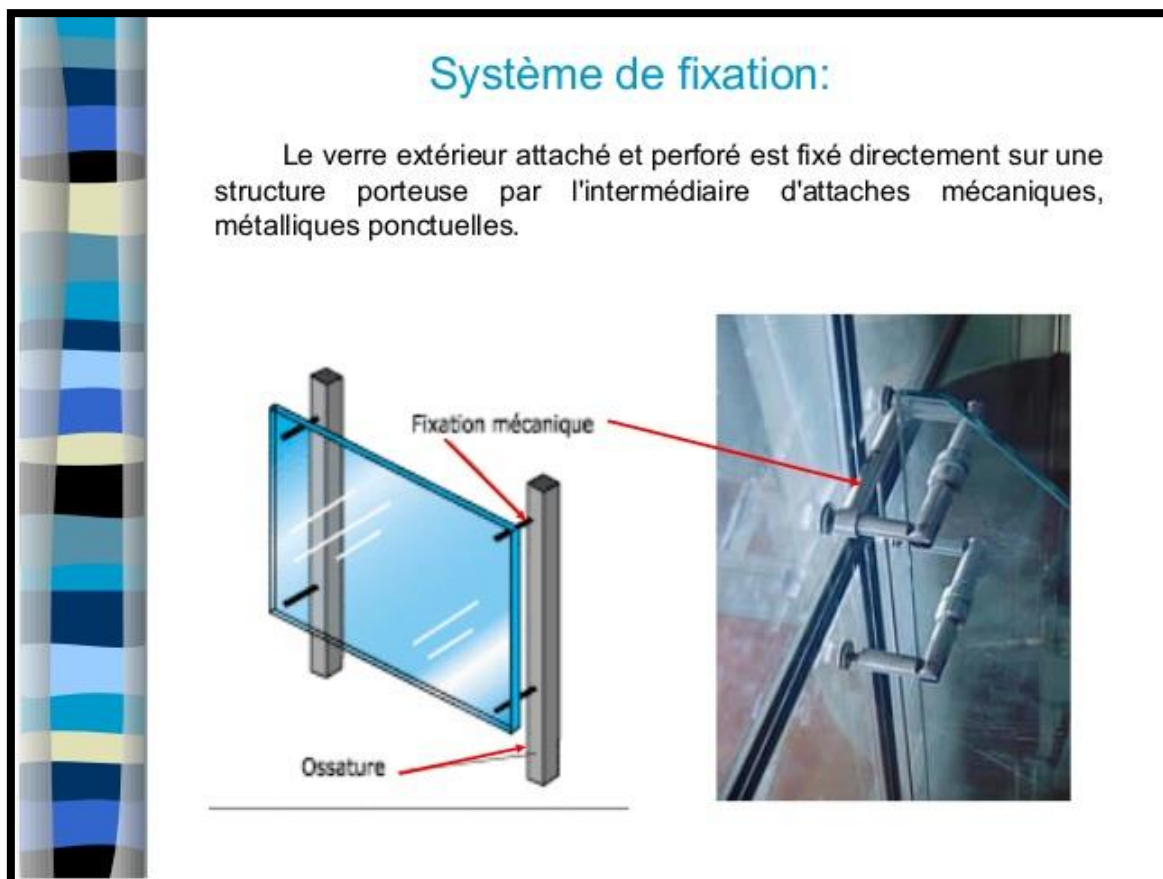 Système de fixation:
Le verre extérieur attaché et perforé est fixé directement sur une
structure porteuse par l'intermédiaire d'attaches mécaniques,
métalliques ponctuelles.
Fixation mécanique
Ossature